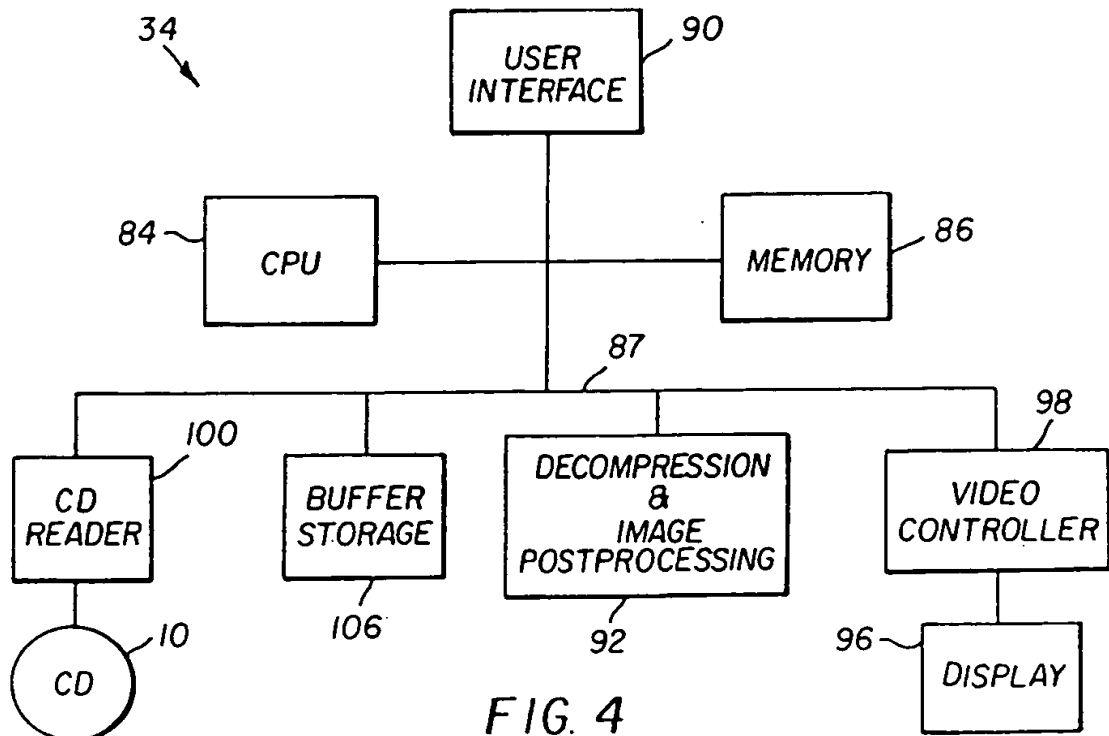 34
90
USER
INTERFACE
84
CPU
86
MEMORY
87
100
CD
READER
BUFFER
STORAGE
106
DECOMPRESSION
&
IMAGE
POSTPROCESSING
92
98
VIDEO
CONTROLLER
10
CD
96
DISPLAY
FIG. 4